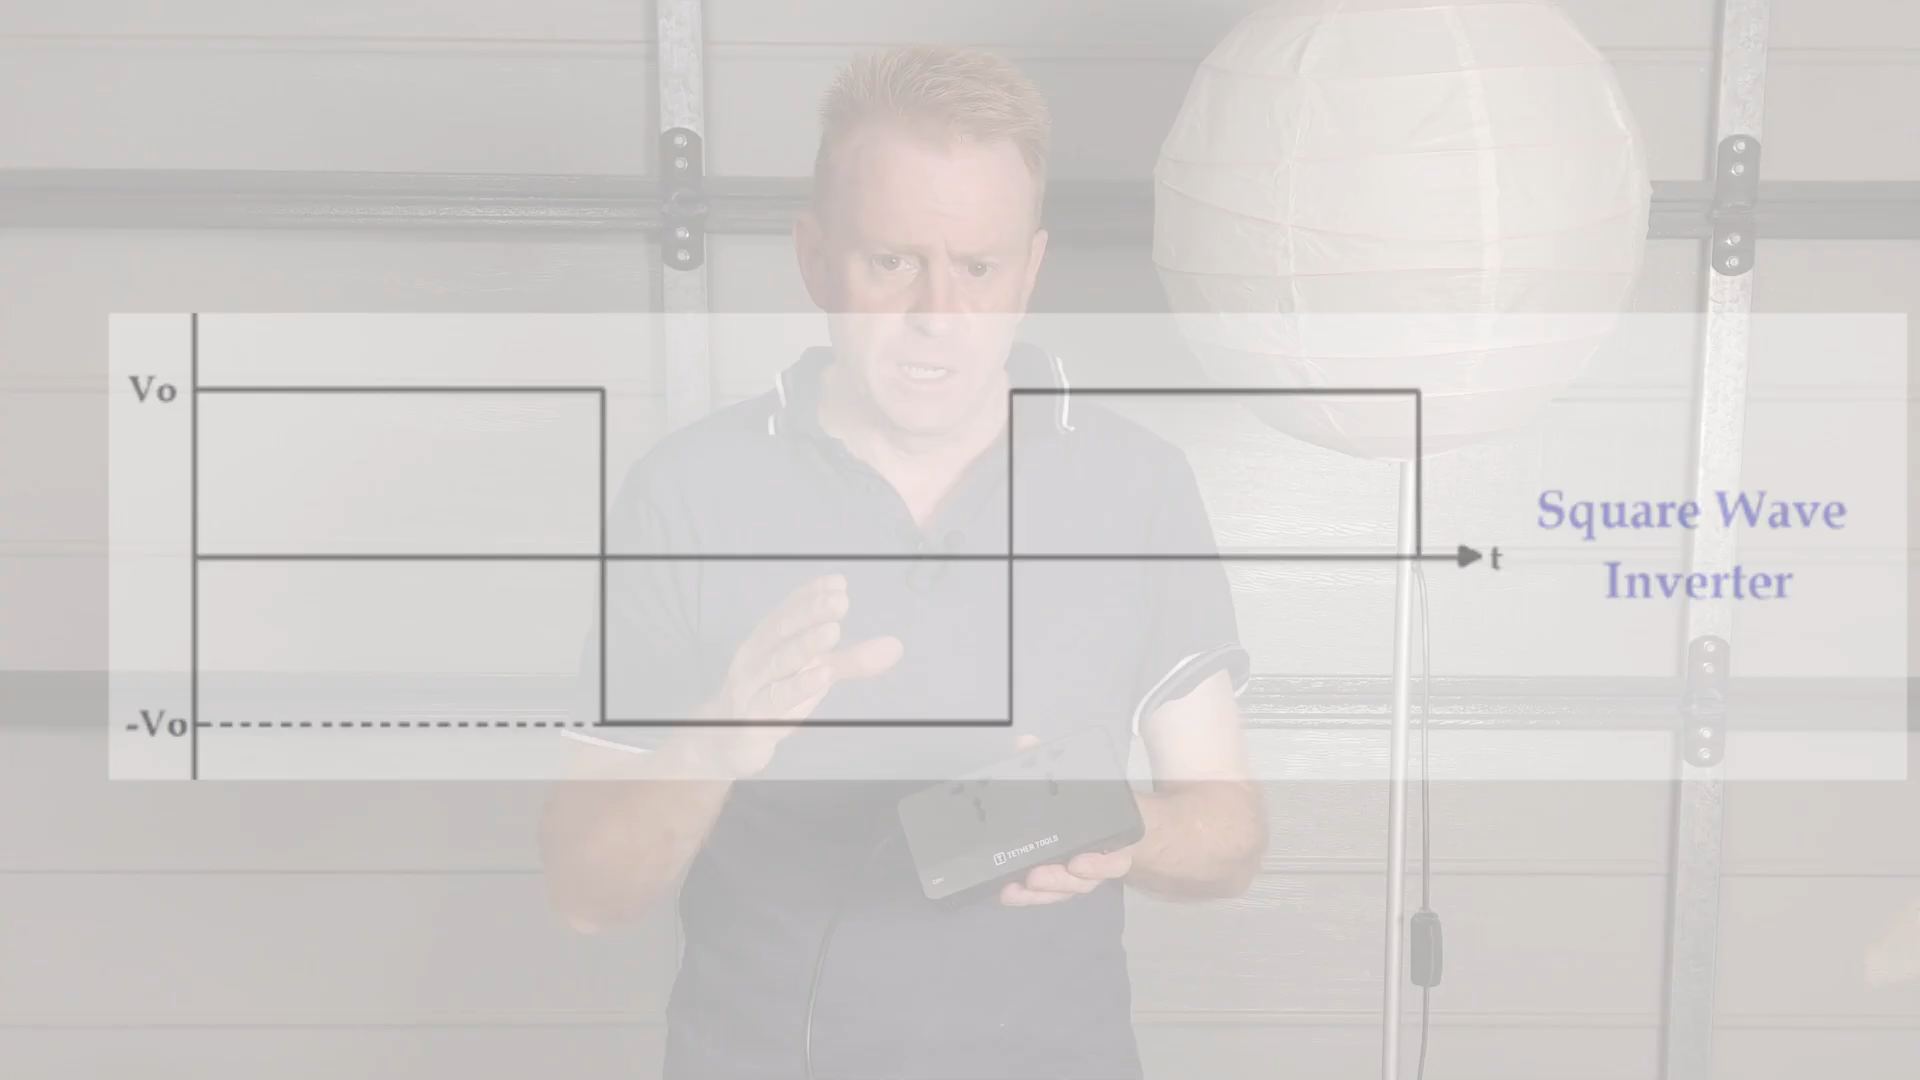 Vo
t
Square Wave
Inverter
-Vo
TETHER TOOLS